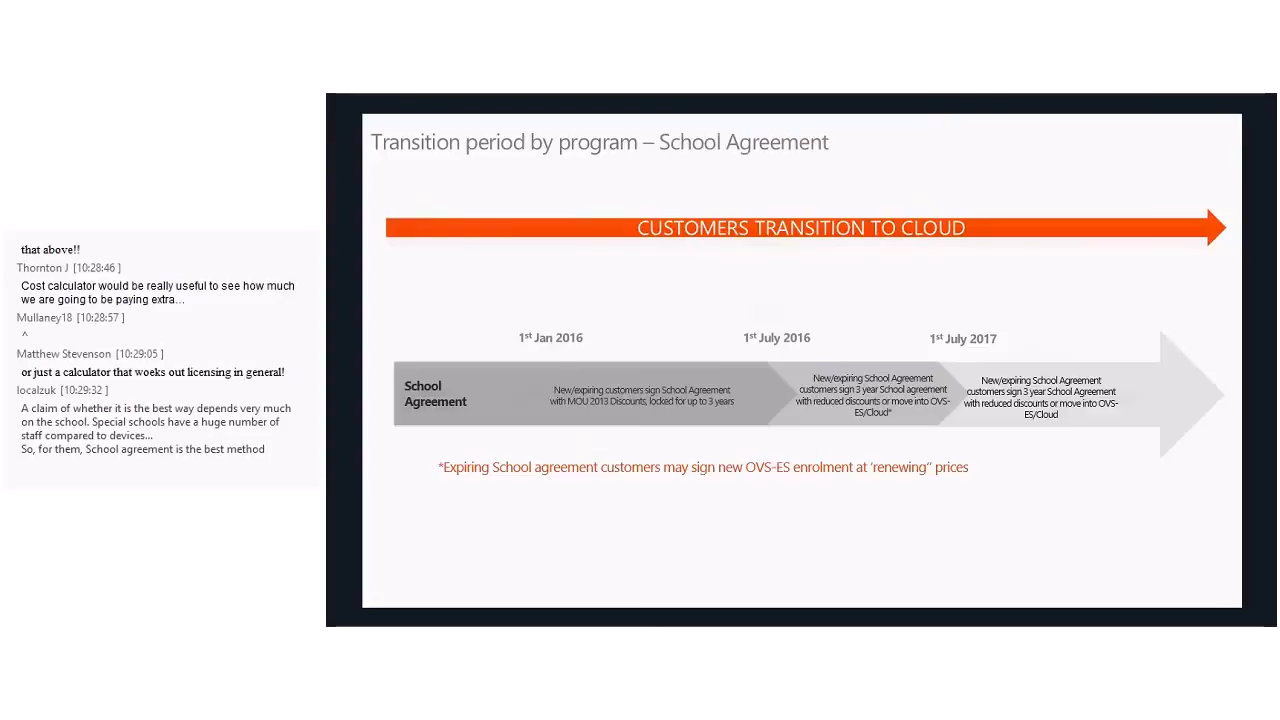 that above!!
Thornton J [10:28:46 ]
Cost calculator would be really useful to see how much
we are going to be paying extra...
Mullaney18 [10:28:57 ]
^
Matthew Stevenson [10:29:05 ]
or just a calculator that woeks out licensing in general!
localzuk [10:29:32 ]
A claim of whether it is the best way depends very much
on the school. Special schools have a huge number of
staff compared to devices...
So, for them, School agreement is the best method
Transition period by program – School Agreement
CUSTOMERS TRANSITION TO CLOUD
1st Jan 2016
1st July 2016
1st July 2017
School
Agreement
New/expiring customers sign School Agreement
with MOU 2013 Discounts, locked for up to 3 years
New/expiring School Agreement
customers sign 3 year School agreement
with reduced discounts or move into OVS-
ES/Cloud*
New/expiring School Agreement
customers sign 3 year School Agreement
with reduced discounts or move into OVS-
ES/Cloud
*Expiring School agreement customers may sign new OVS-ES enrolment at ‘renewing” prices